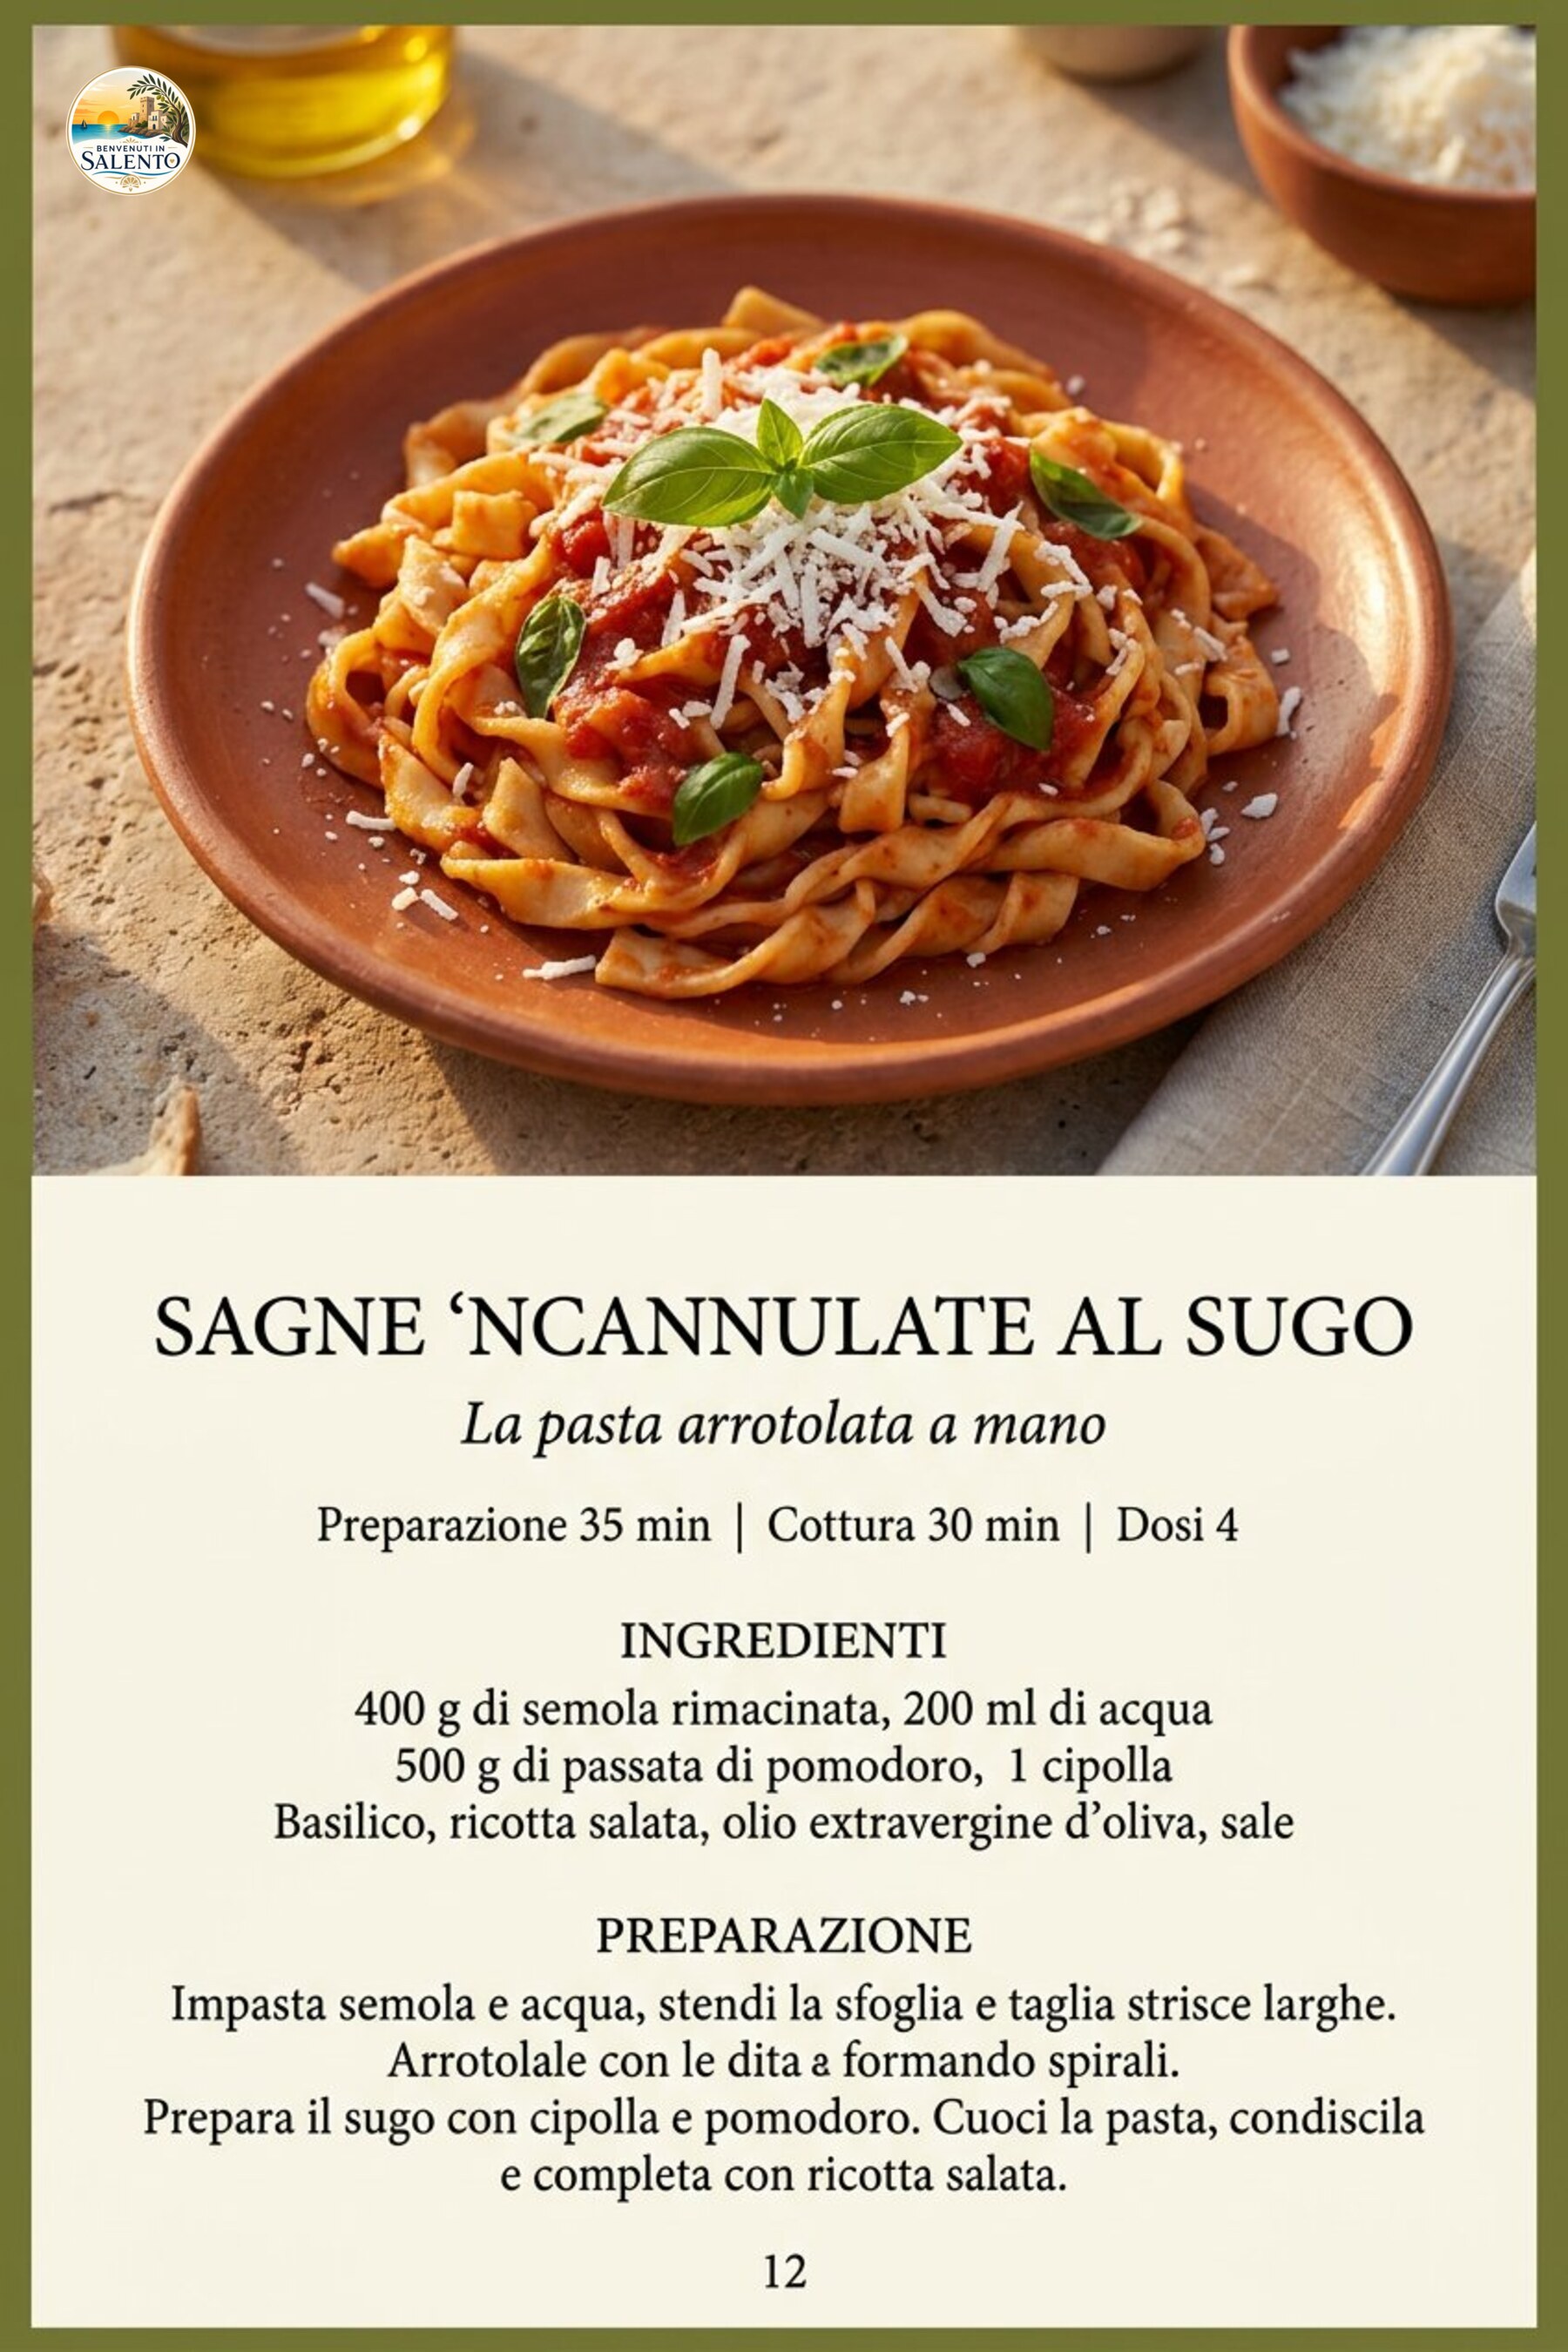 BENVENUTI IN
SALENTO
SAGNE ‘NCANNULATE AL SUGO
La pasta arrotolata a mano
Preparazione 35 min | Cottura 30 min | Dosi 4
INGREDIENTI
400 g di semola rimacinata, 200 ml di acqua
500 g di passata di pomodoro, 1 cipolla
Basilico, ricotta salata, olio extravergine d’oliva, sale
PREPARAZIONE
Impasta semola e acqua, stendi la sfoglia e taglia strisce larghe.
Arrotolale con le dita a formando spirali.
Prepara il sugo con cipolla e pomodoro. Cuoci la pasta, condiscila
e completa con ricotta salata.
12